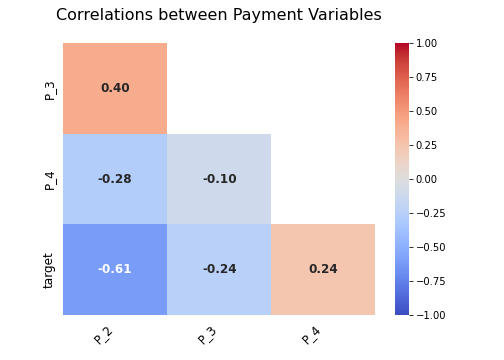 Correlations between Payment Variables
P_3
0.40
P_4
-0.28 -0.10
target
-0.61 -0.24 0.24
P_2 P_3 P_4
1.00
0.75
0.50
0.25
0.00
−0.25
−0.50
−0.75
−1.00